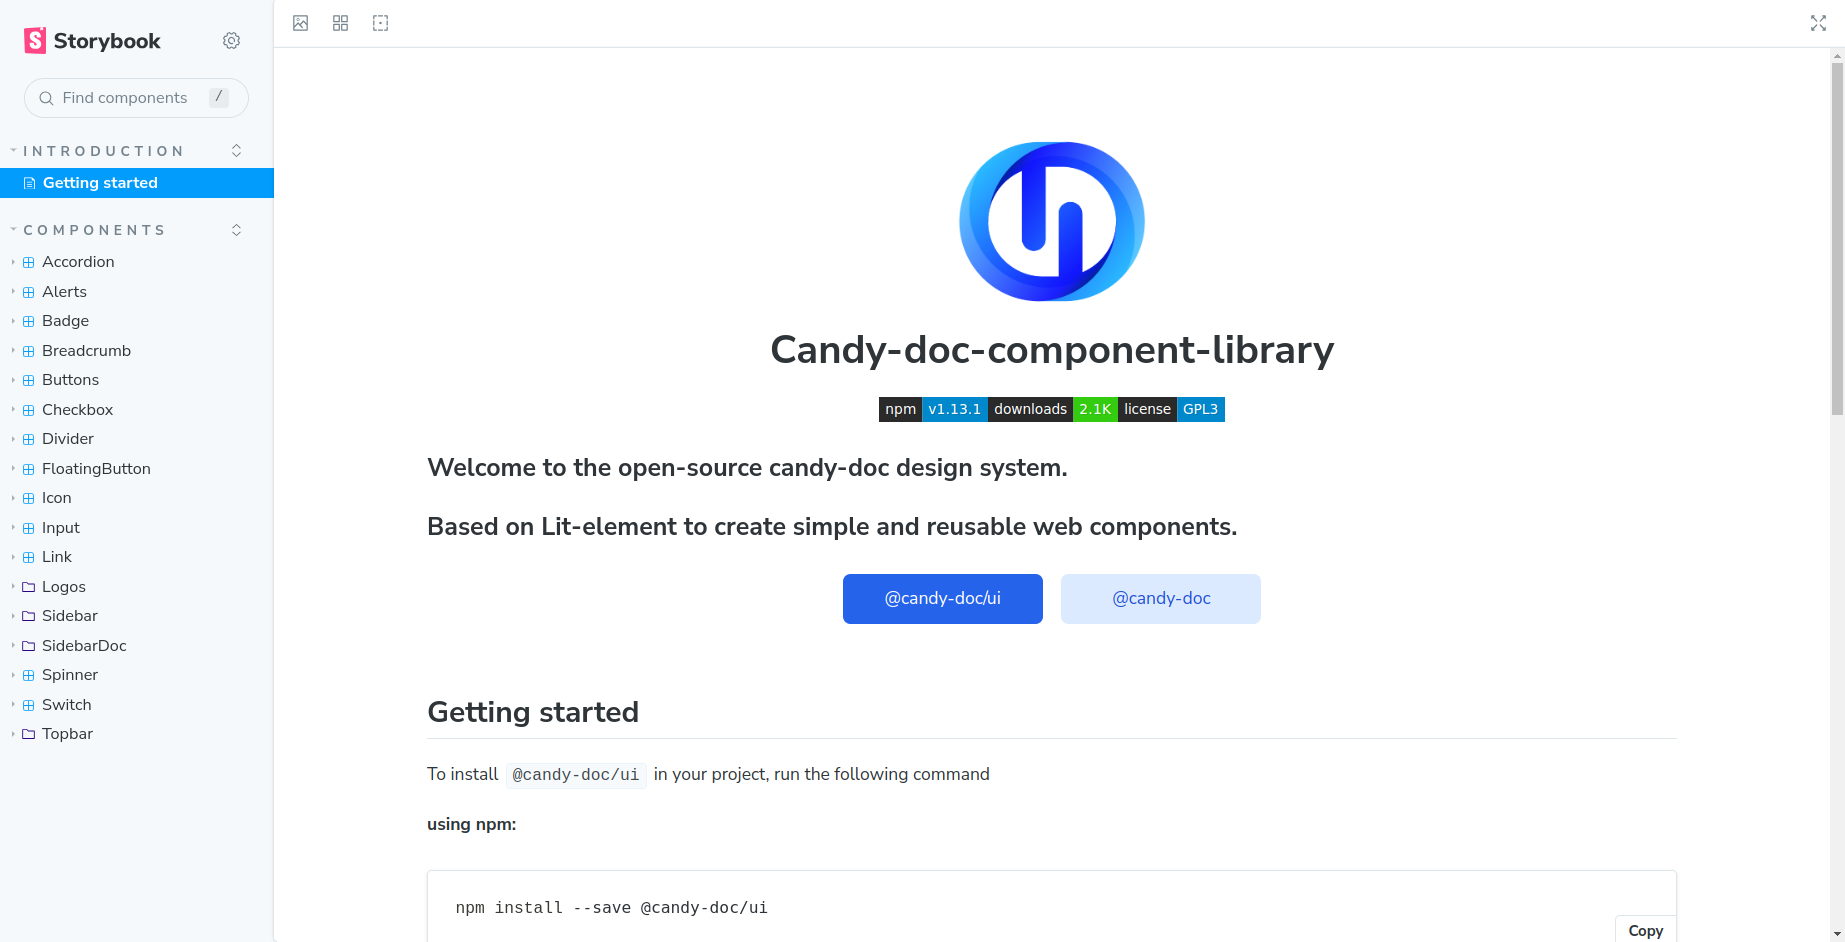 Storybook
Find components /
INTRODUCTION
Getting started
COMPONENTS
Accordion
Alerts
Badge
Breadcrumb
Buttons
Checkbox
Divider
FloatingButton
Icon
Input
Link
Logos
Sidebar
SidebarDoc
Spinner
Switch
Topbar
Candy-doc-component-library
npm v1.13.1 downloads 2.1K license GPL3
Welcome to the open-source candy-doc design system.
Based on Lit-element to create simple and reusable web components.
@candy-doc/ui @candy-doc
Getting started
To install @candy-doc/ui in your project, run the following command
using npm:
npm install --save @candy-doc/ui
Copy